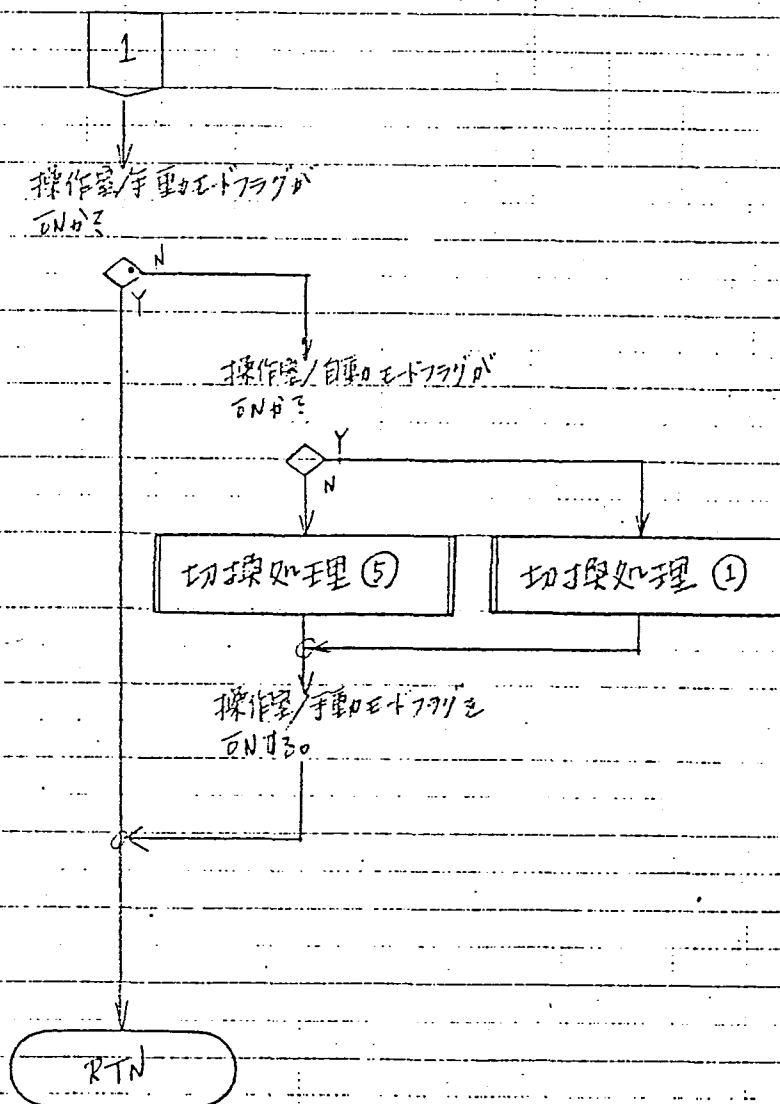 1
操作室/手動モードフラグが
ONか?
N
Y
操作室/自動モードフラグが
ONか?
Y
N
切換処理 ⑤
切換処理 ①
操作室/手動モードフラグを
ONする。
RTN